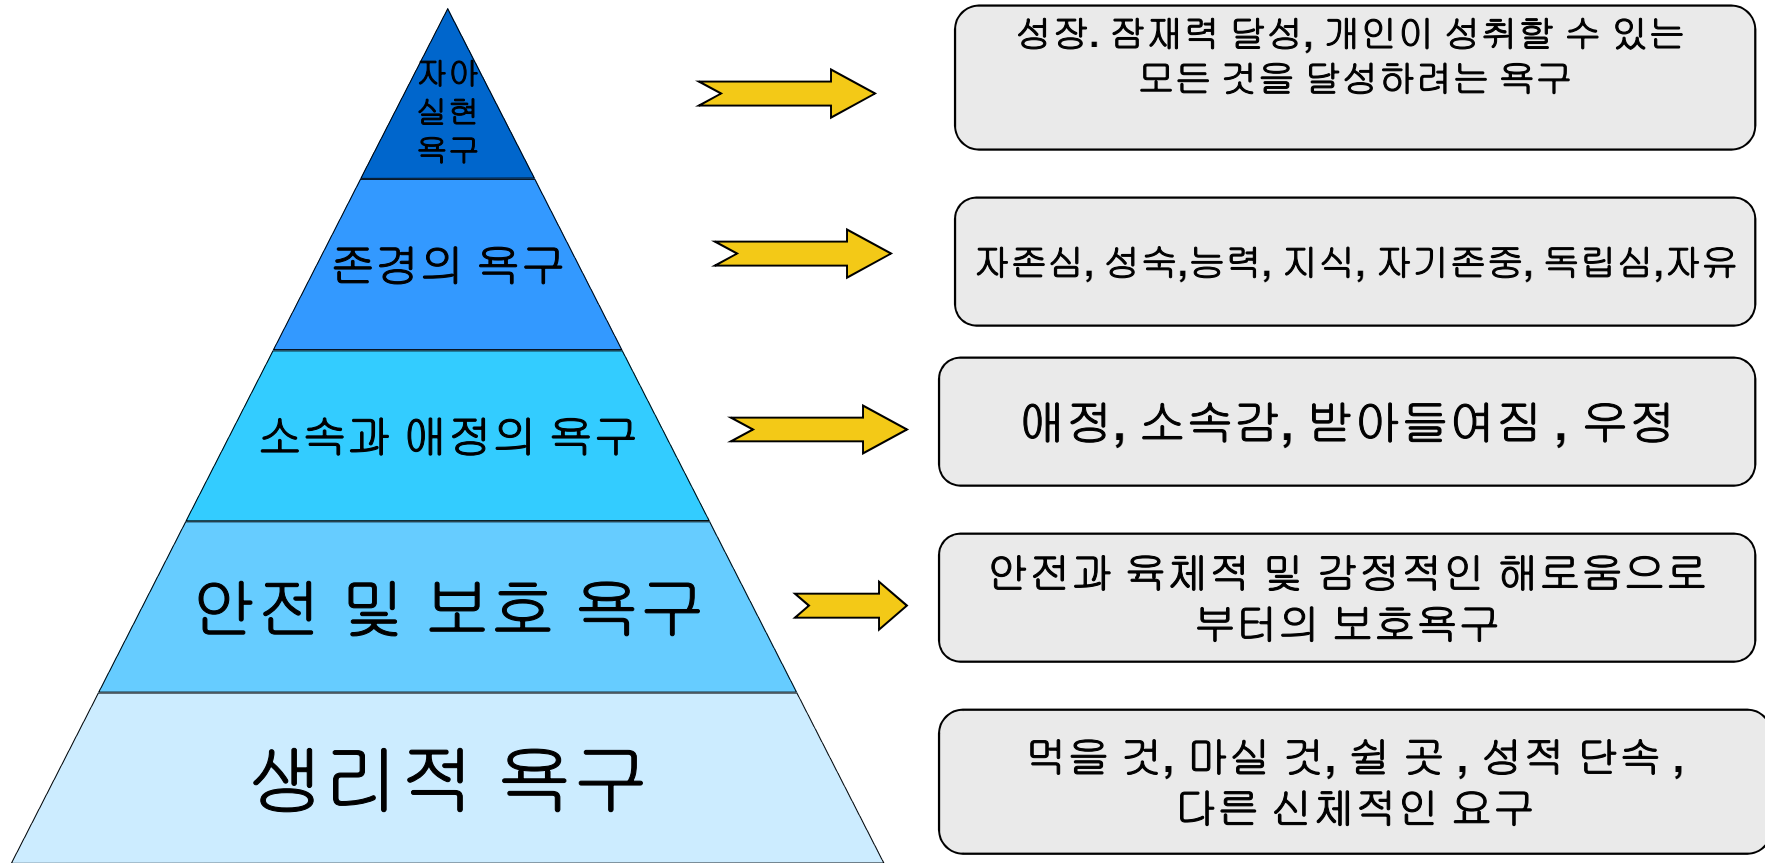 자아
실현
욕구
성장. 잠재력 달성, 개인이 성취할 수 있는
모든 것을 달성하려는 욕구
존경의 욕구
자존심, 성숙,능력, 지식, 자기존중, 독립심,자유
소속과 애정의 욕구
애정, 소속감, 받아들여짐 , 우정
안전 및 보호 욕구
안전과 육체적 및 감정적인 해로움으로
부터의 보호욕구
생리적 욕구
먹을 것, 마실 것, 쉴 곳 , 성적 단속 ,
다른 신체적인 요구